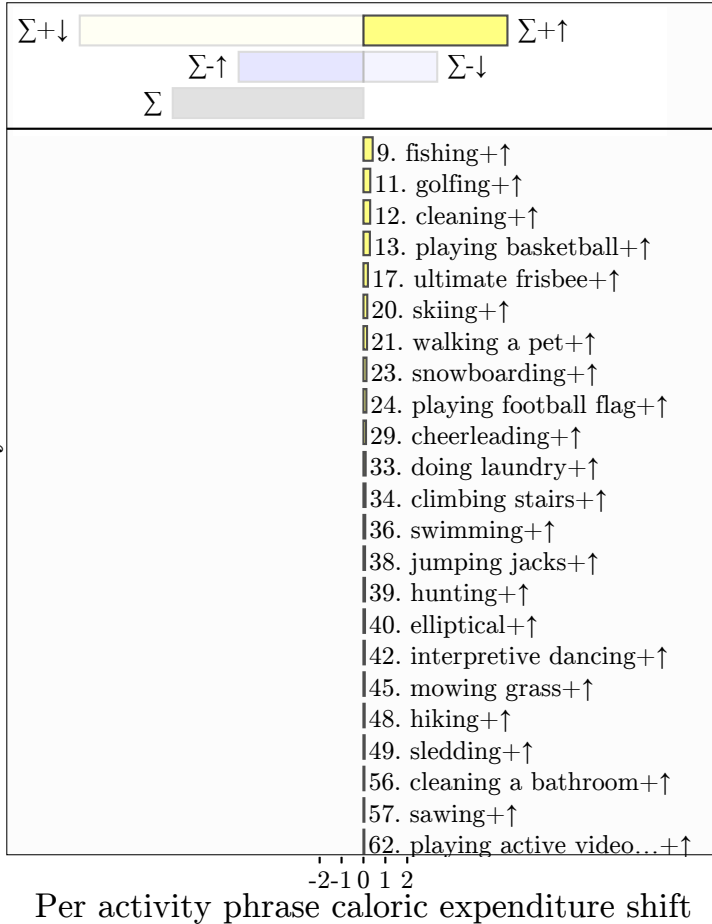 ∑+↓ ∑+↑
∑-↑ ∑-↓
∑
9. fishing+↑
11. golfing+↑
12. cleaning+↑
13. playing basketball+↑
17. ultimate frisbee+↑
20. skiing+↑
21. walking a pet+↑
23. snowboarding+↑
24. playing football flag+↑
29. cheerleading+↑
33. doing laundry+↑
34. climbing stairs+↑
36. swimming+↑
38. jumping jacks+↑
39. hunting+↑
40. elliptical+↑
42. interpretive dancing+↑
45. mowing grass+↑
48. hiking+↑
49. sledding+↑
56. cleaning a bathroom+↑
57. sawing+↑
62. playing active video...+↑
-2 -1 0 1 2
Per activity phrase caloric expenditure shift